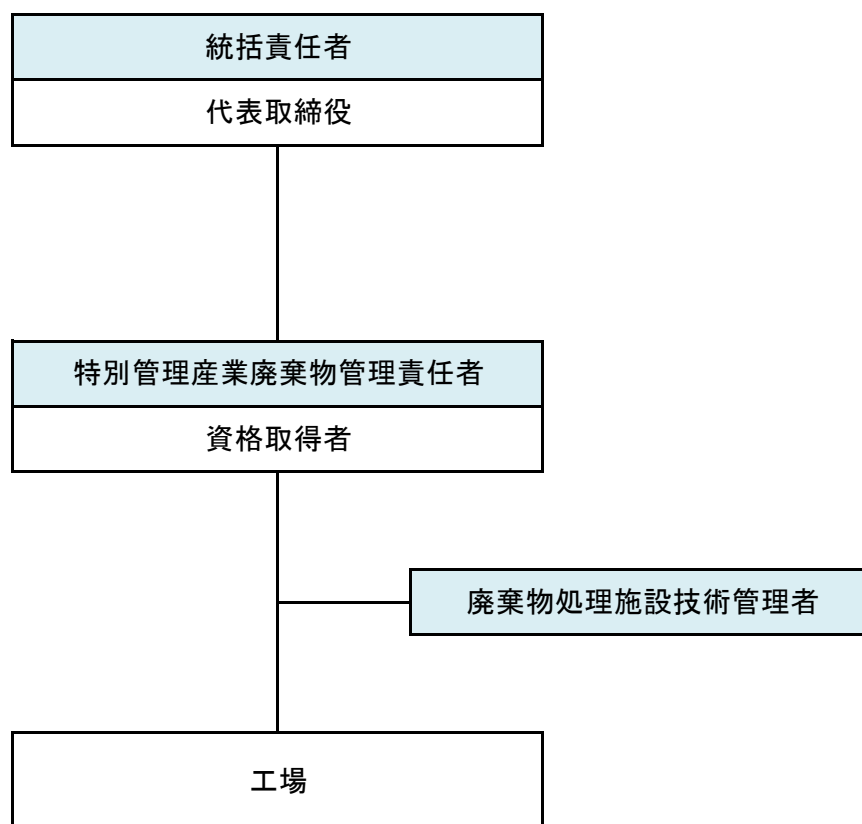 統括責任者
代表取締役
特別管理産業廃棄物管理責任者
資格取得者
廃棄物処理施設技術管理者
工場